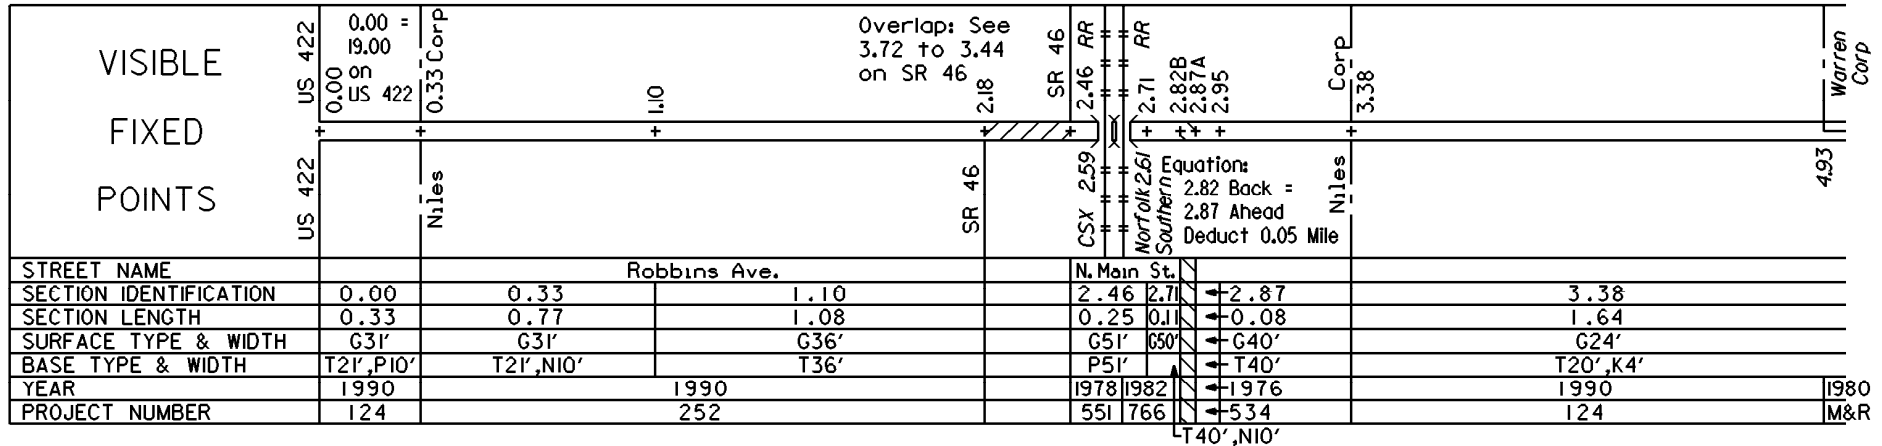 VISIBLE
FIXED
POINTS
US 422
0.00
0.00 =
19.00
on
US 422
0.33 Corp
1.10
2.18
Overlap: See
3.72 to 3.44
on SR 46
SR 46
2.46 RR
RR
2.71
2.82B
2.87A
2.95
Corp
3.38
Warren
Corp
US 422
Niles
SR 46
CSX 2.59
Norfolk 2.61
Southern
Equation:
2.82 Back =
2.87 Ahead
Deduct 0.05 Mile
Niles
4.93
STREET NAME Robbins Ave. N. Main St.
SECTION IDENTIFICATION 0.00 0.33 1.10 2.46 2.71 2.87 3.38
SECTION LENGTH 0.33 0.77 1.08 0.25 0.11 0.08 1.64
SURFACE TYPE & WIDTH G31' G31' G36' G51' G50' G40' G24'
BASE TYPE & WIDTH T21',P10' T21',N10' T36' P51' T40' T20',K4'
YEAR 1990 1990 1978 1982 1976 1990 1980
PROJECT NUMBER 124 252 551 766 534 124 M&R
T40',N10'